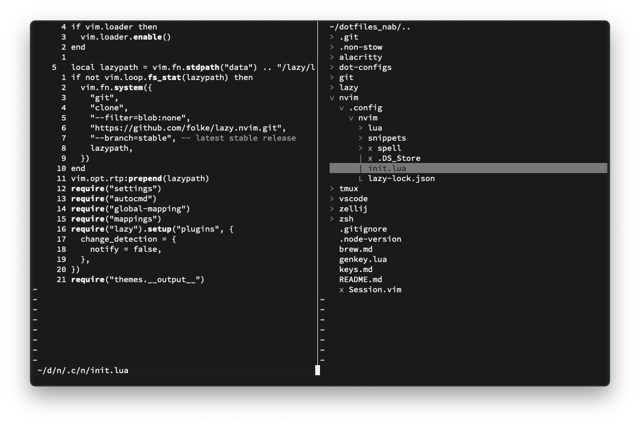 4 if vim.loader then
3   vim.loader.enable()
2 end
1
5   local lazypath = vim.fn.stdpath("data") .. "/lazy/l
1 if not vim.loop.fs_stat(lazypath) then
2   vim.fn.system({
3     "git",
4     "clone",
5     "--filter=blob:none",
6     "https://github.com/folke/lazy.nvim.git",
7     "--branch=stable", -- latest stable release
8     lazypath,
9   })
10 end
11 vim.opt.rtp:prepend(lazypath)
12 require("settings")
13 require("autocmd")
14 require("global-mapping")
15 require("mappings")
16 require("lazy").setup("plugins", {
17   change_detection = {
18     notify = false,
19   },
20 })
21 require("themes.__output__")
~
~
~
~
~
~
~
~
~/d/n/.c/n/init.lua
~/dotfiles_nab/..
> .git
> .non-stow
> alacritty
> dot-configs
> git
> lazy
v nvim
v .config
v nvim
> lua
> snippets
> x spell
| x .DS_Store
| init.lua
L lazy-lock.json
> tmux
> vscode
> zellij
> zsh
.gitignore
.node-version
brew.md
genkey.lua
keys.md
README.md
x Session.vim
~
~
~
~
~
~
~